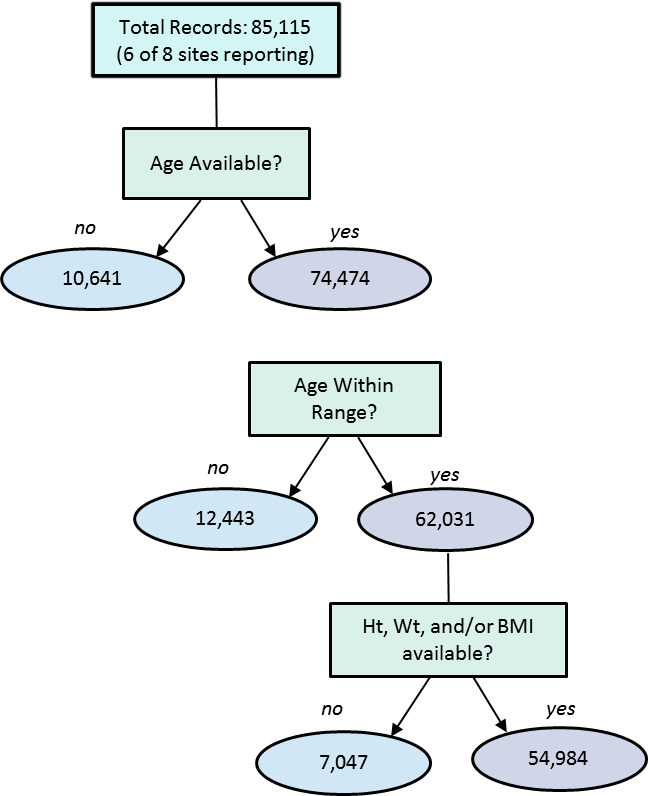 Total Records: 85,115
(6 of 8 sites reporting)
Age Available?
no
yes
10,641
74,474
Age Within
Range?
no
yes
12,443
62,031
Ht, Wt, and/or BMI
available?
no
yes
7,047
54,984